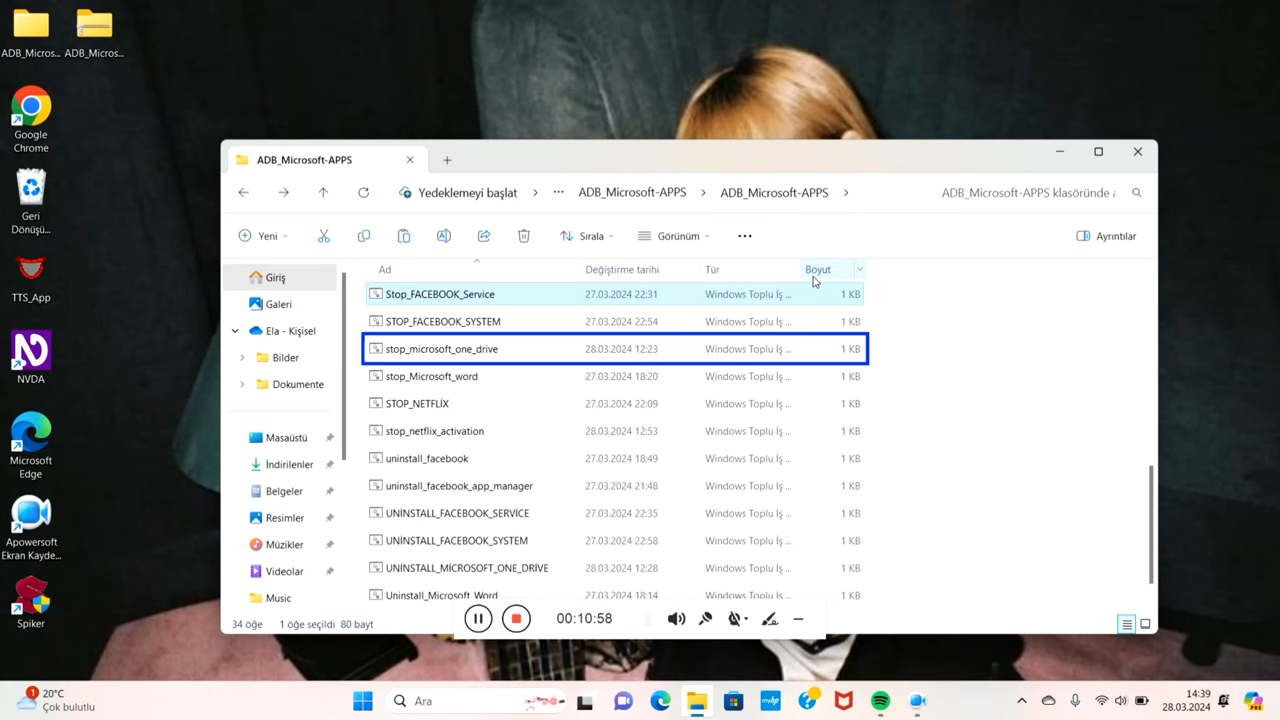 ADB_Micros...
ADB_Micros...
Google
Chrome
Geri
Dönüşü...
TTS_App
NVDA
Microsoft
Edge
Apowersoft
Ekran Kayde...
Spiker
ADB_Microsoft-APPS
Yedeklemeyi başlat
ADB_Microsoft-APPS
ADB_Microsoft-APPS
ADB_Microsoft-APPS klasöründe
Yeni
Sırala
Görünüm
Ayrıntılar
Giriş
Galeri
Ela - Kişisel
Bilder
Dokumente
Masaüstü
İndirilenler
Belgeler
Resimler
Müzikler
Videolar
Music
Ad Değiştirme tarihi Tür Boyut
Stop_FACEBOOK_Service 27.03.2024 22:31 Windows Toplu İş ... 1 KB
STOP_FACEBOOK_SYSTEM 27.03.2024 22:54 Windows Toplu İş ... 1 KB
stop_microsoft_one_drive 28.03.2024 12:23 Windows Toplu İş ... 1 KB
stop_Microsoft_word 27.03.2024 18:20 Windows Toplu İş ... 1 KB
STOP_NETFLİX 27.03.2024 22:09 Windows Toplu İş ... 1 KB
stop_netflix_activation 28.03.2024 12:53 Windows Toplu İş ... 1 KB
uninstall_facebook 27.03.2024 18:49 Windows Toplu İş ... 1 KB
uninstall_facebook_app_manager 27.03.2024 21:48 Windows Toplu İş ... 1 KB
UNİNSTALL_FACEBOOK_SERVİCE 27.03.2024 22:35 Windows Toplu İş ... 1 KB
UNİNSTALL_FACEBOOK_SYSTEM 27.03.2024 22:58 Windows Toplu İş ... 1 KB
UNİNSTALL_MİCROSOFT_ONE_DRİVE 28.03.2024 12:28 Windows Toplu İş ... 1 KB
Uninstall_Microsoft_Word 27.03.2024 18:14 Windows Toplu İş ... 1 KB
34 öğe 1 öğe seçildi 80 bayt
00:10:58
1
20°C
Çok bulutlu
Ara
myhp
14:39
28.03.2024
PRE